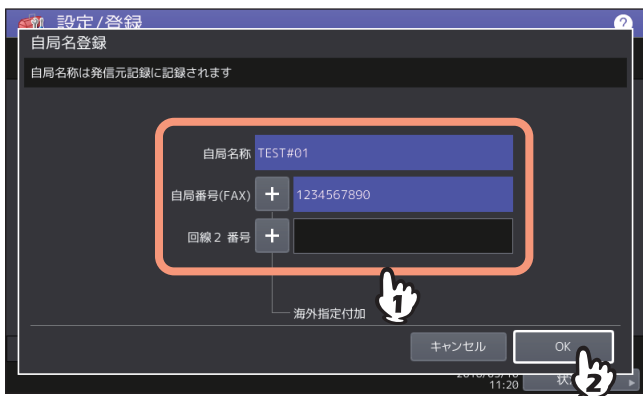 設定/登録
?
自局名登録
自局名称は発信元記録に記録されます
自局名称 TEST#01
自局番号(FAX) + 1234567890
回線2 番号 +
1
海外指定付加
キャンセル OK
2
11:20